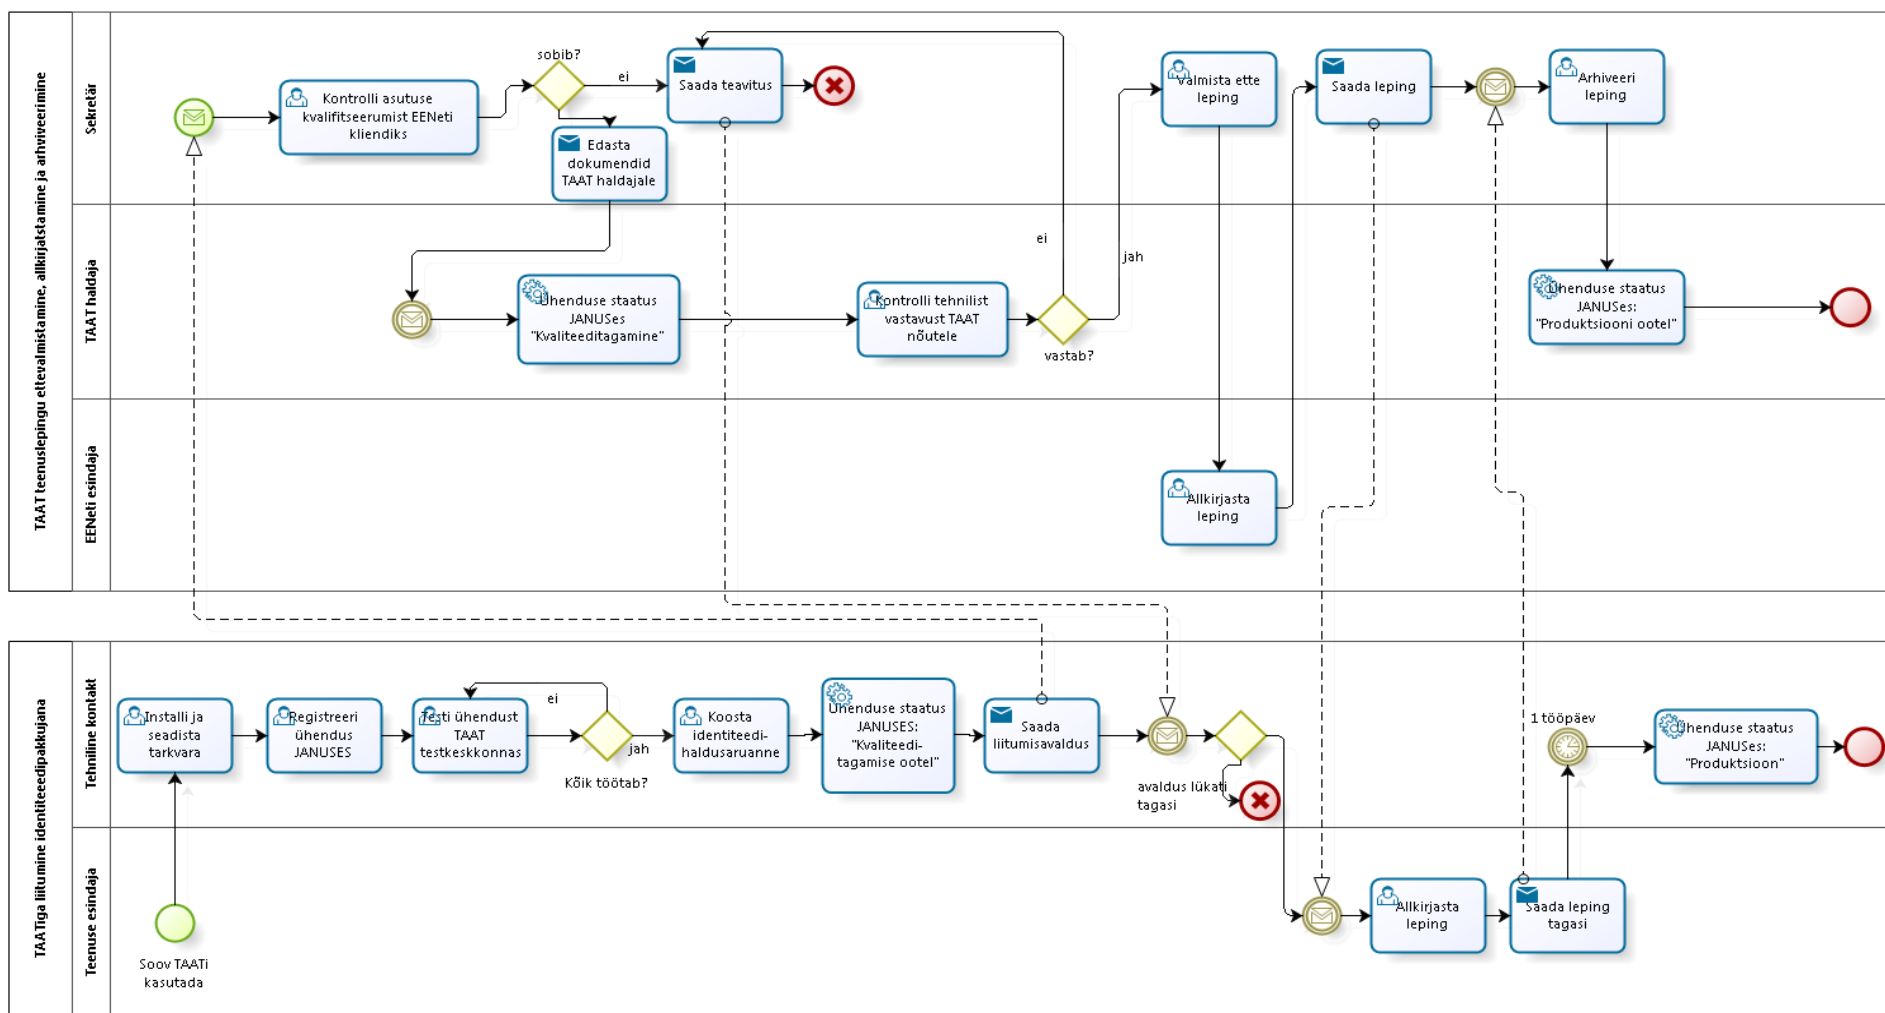 TAAT teenuslepingu ettevalmistamine, allkirjatstamine ja arhiveerimine
Sekretär
sobib?
Kontrolli asutuse
kvalifitseerumist EENeti
kliendiks
ei
Saada teavitus
Edasta
dokumendid
TAAT haldajale
Valmista ette
leping
Saada leping
Arhiveeri
leping
TAAT haldaja
Ühenduse staatus
JANUSes
"Kvaliteeditagamine"
Kontrolli tehnilist
vastavust TAAT
nõutele
ei
jah
vastab?
Ühenduse staatus
JANUSes:
"Produktsiooni ootel"
EENeti esindaja
Allkirjasta
leping
TAATiga liitumine identiteedipakkujana
Tehniline kontakt
Installi ja
seadista
tarkvara
Registreeri
ühendus
JANUSES
Testi ühendust
TAAT
testkeskkonnas
ei
jah
Kõik töötab?
Koosta
identiteedi-
haldusaruanne
Ühenduse staatus
JANUSES:
"Kvaliteedi-
tagamise ootel"
Saada
liitumisavaldus
avaldus lükati
tagasi
1 tööpäev
Ühenduse staatus
JANUSes:
"Produktsioon"
Teenuse esindaja
Soov TAATi
kasutada
Allkirjasta
leping
Saada leping
tagasi